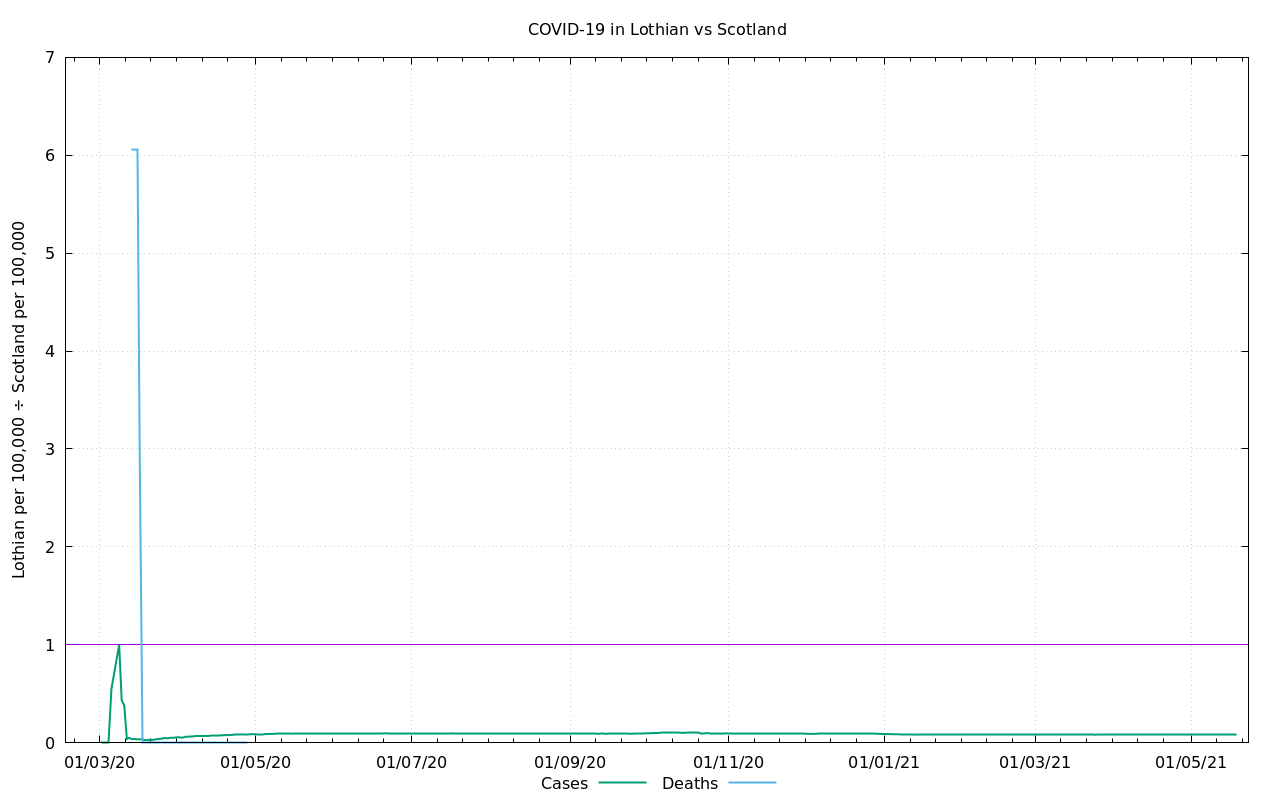 COVID-19 in Lothian vs Scotland
Lothian per 100,000 ÷ Scotland per 100,000
7
6
5
4
3
2
1
0
01/03/20 01/05/20 01/07/20 01/09/20 01/11/20 01/01/21 01/03/21 01/05/21
Cases Deaths